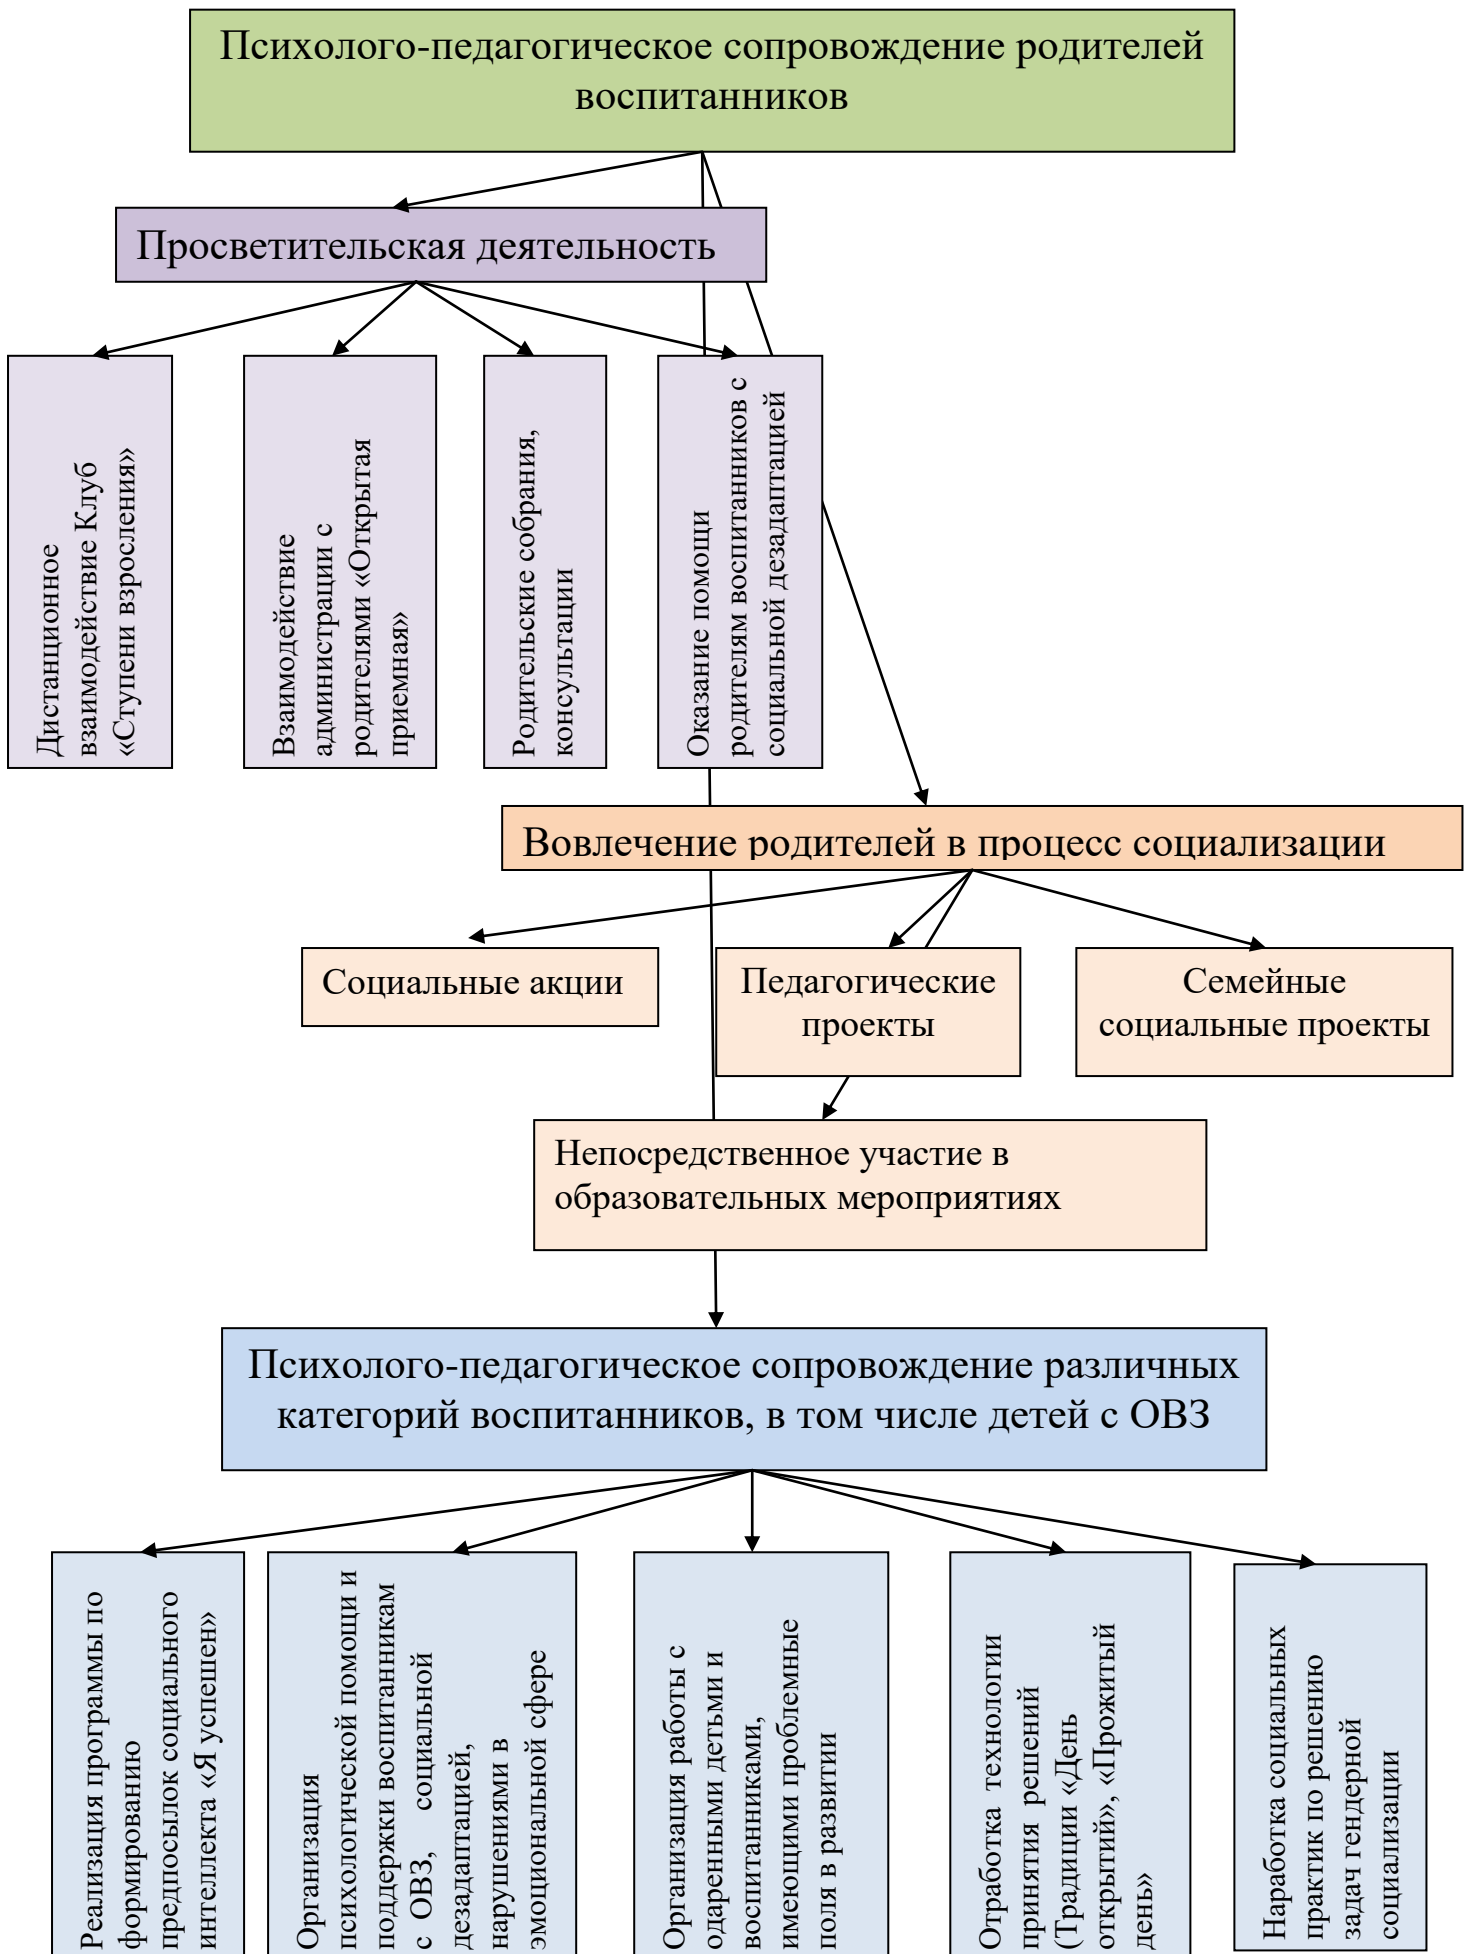 Психолого-педагогическое сопровождение родителей
воспитанников
Просветительская деятельность
Дистанционное
взаимодействие Клуб
«Ступени взросления»
Взаимодействие
администрации с
родителями «Открытая
приемная»
Родительские собрания,
консультации
Оказание помощи
родителям воспитанников с
социальной дезадаптацией
Вовлечение родителей в процесс социализации
Социальные акции
Педагогические
проекты
Семейные
социальные проекты
Непосредственное участие в
образовательных мероприятиях
Психолого-педагогическое сопровождение различных
категорий воспитанников, в том числе детей с ОВЗ
Реализация программы по
формированию
предпосылок социального
интеллекта «Я успешен»
Организация
психологической помощи и
поддержки воспитанникам
с ОВЗ, социальной
дезадаптацией,
нарушениями в
эмоциональной сфере
Организация работы с
одаренными детьми и
воспитанниками,
имеющими проблемные
поля в развитии
Отработка технологии
принятия решений
(Традиции «День
открытий», «Прожитый
день»
Наработка социальных
практик по решению
задач гендерной
социализации